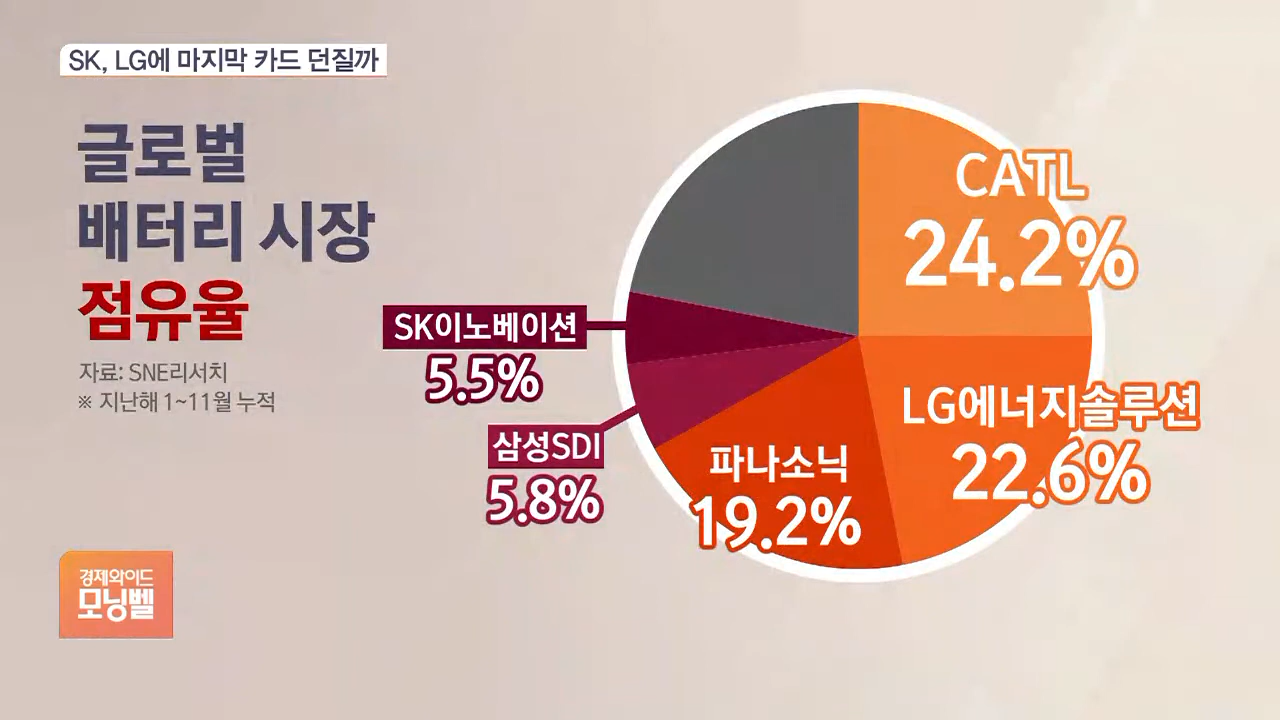 SK, LG에 마지막 카드 던질까
글로벌
배터리 시장
점유율
자료: SNE리서치
※ 지난해 1~11월 누적
CATL
24.2%
LG에너지솔루션
22.6%
파나소닉
19.2%
삼성SDI
5.8%
SK이노베이션
5.5%
경제와이드
모닝벨